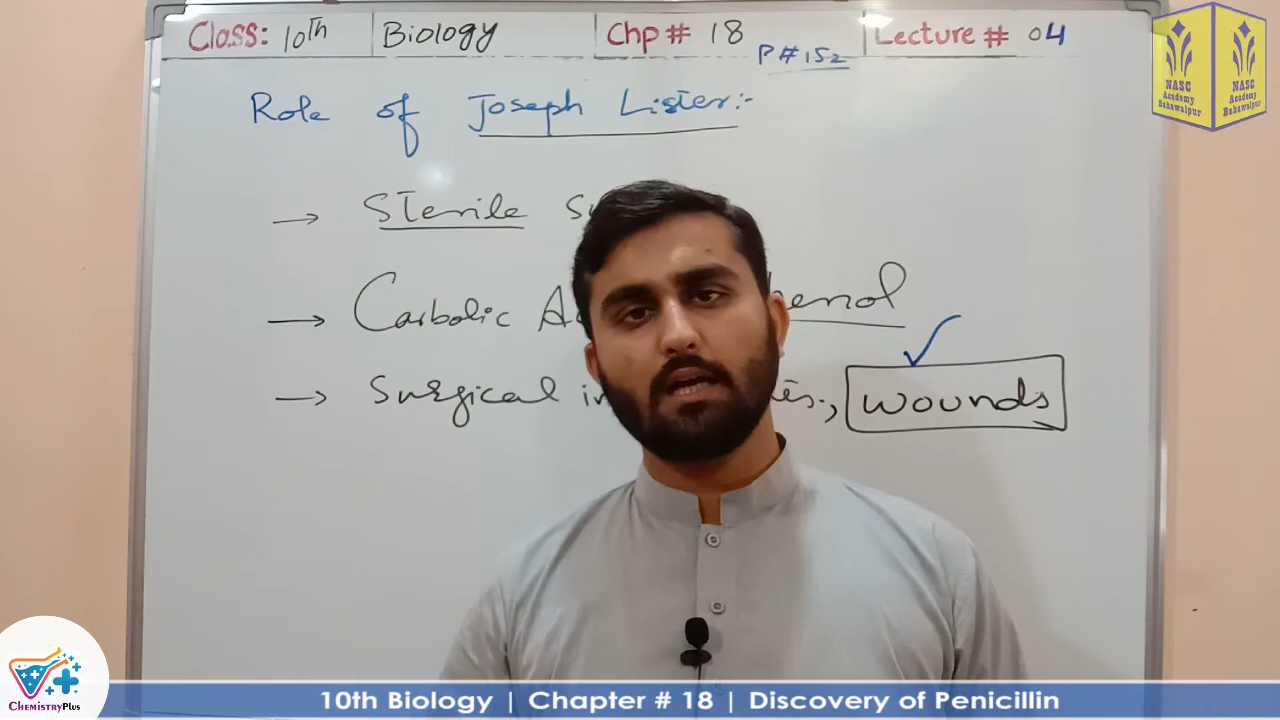 Class: 10th Biology Chp # 18 Lecture # 04
P # 152
Role of Joseph Lister:-
→ Sterile
→ Carbolic
→ Surgical wounds
NASC Academy Bahawalpur
NASC Academy Bahawalpur
ChemistryPlus
10th Biology | Chapter # 18 | Discovery of Penicillin